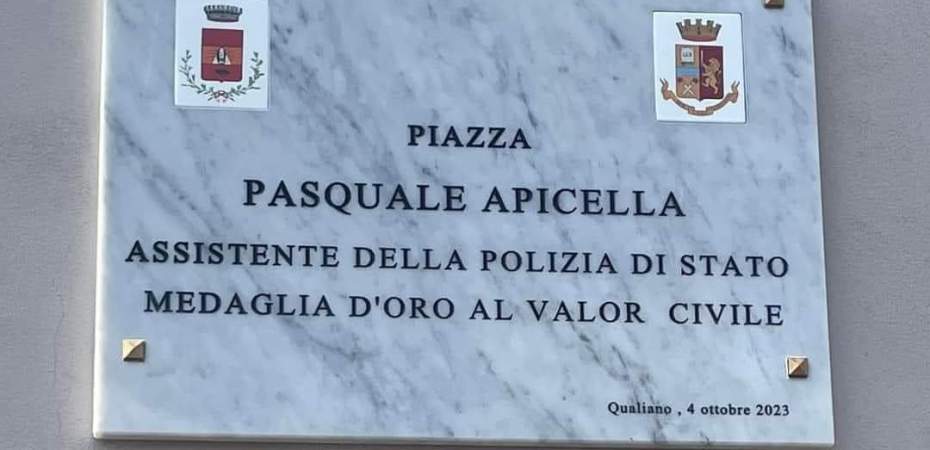 PIAZZA
PASQUALE APICELLA
ASSISTENTE DELLA POLIZIA DI STATO
MEDAGLIA D'ORO AL VALOR CIVILE
Qualiano , 4 ottobre 2023